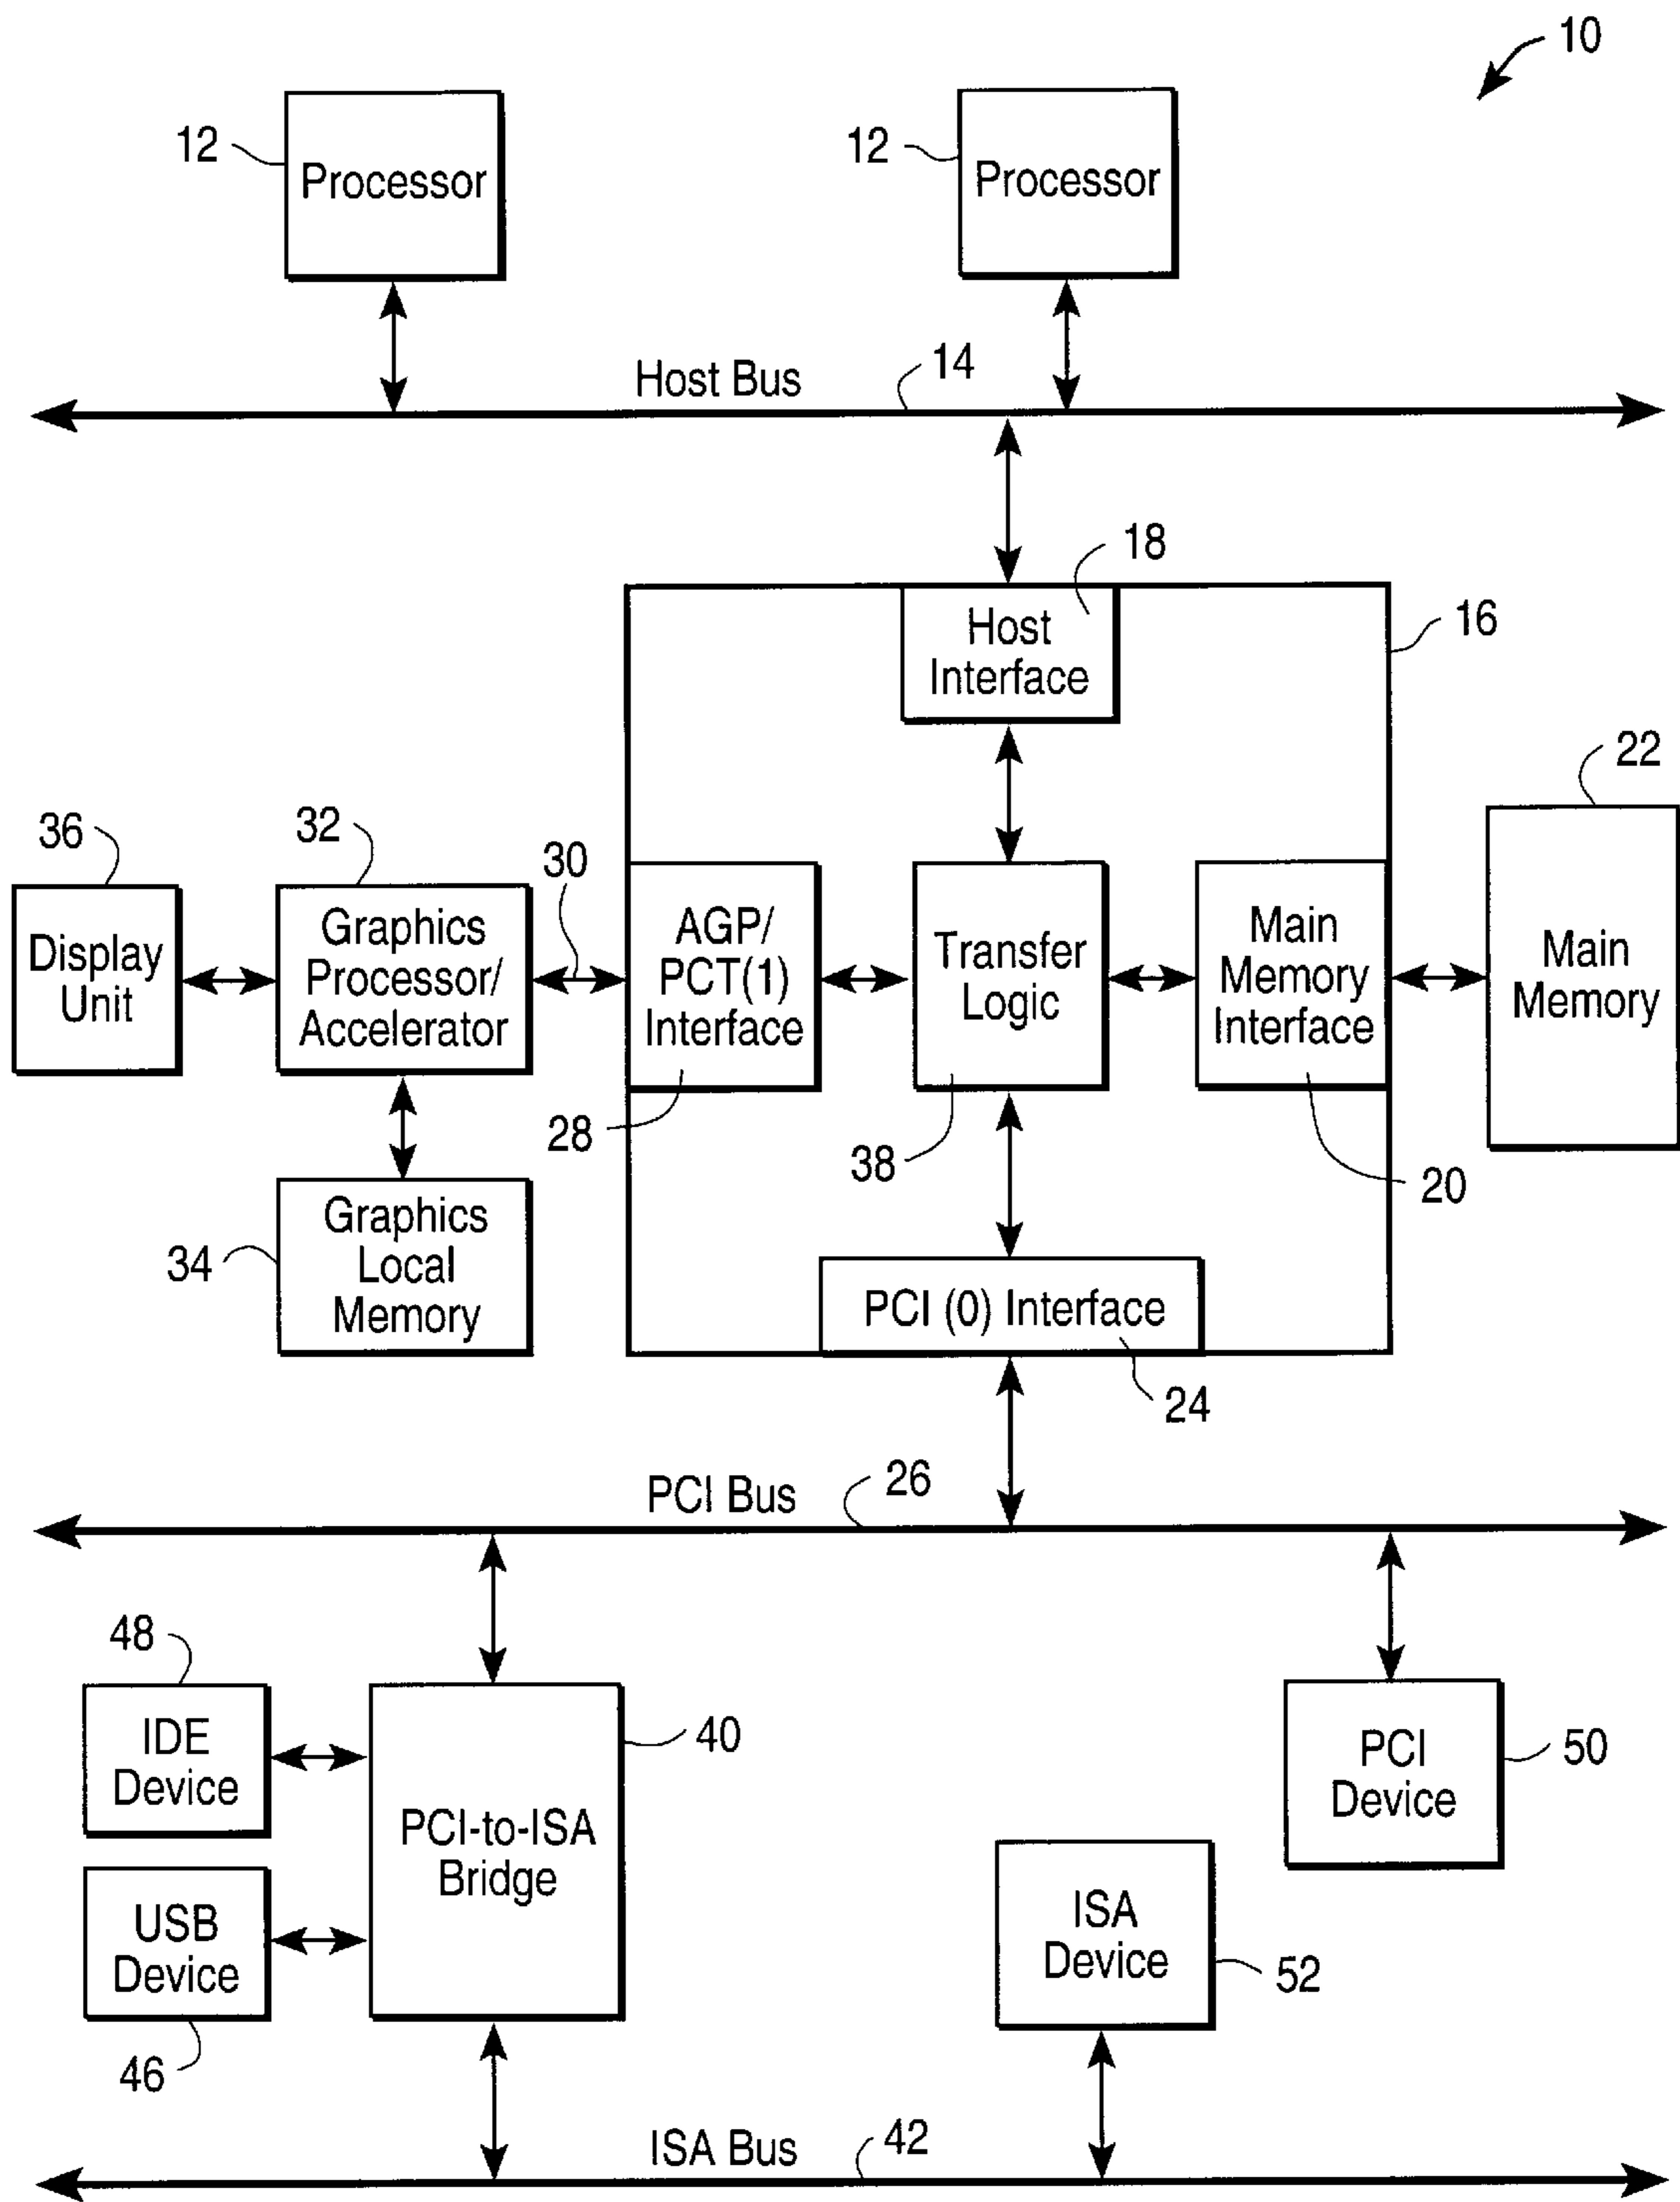 10
12
Processor
12
Processor
Host Bus
14
18
Host
Interface
16
22
36
32
30
Display
Unit
Graphics
Processor/
Accelerator
AGP/
PCT(1)
Interface
Transfer
Logic
Main
Memory
Interface
Main
Memory
28
38
20
34
Graphics
Local
Memory
PCI (0) Interface
24
PCI Bus
26
48
IDE
Device
40
PCI-to-ISA
Bridge
PCI
Device
50
USB
Device
46
ISA
Device
52
ISA Bus
42